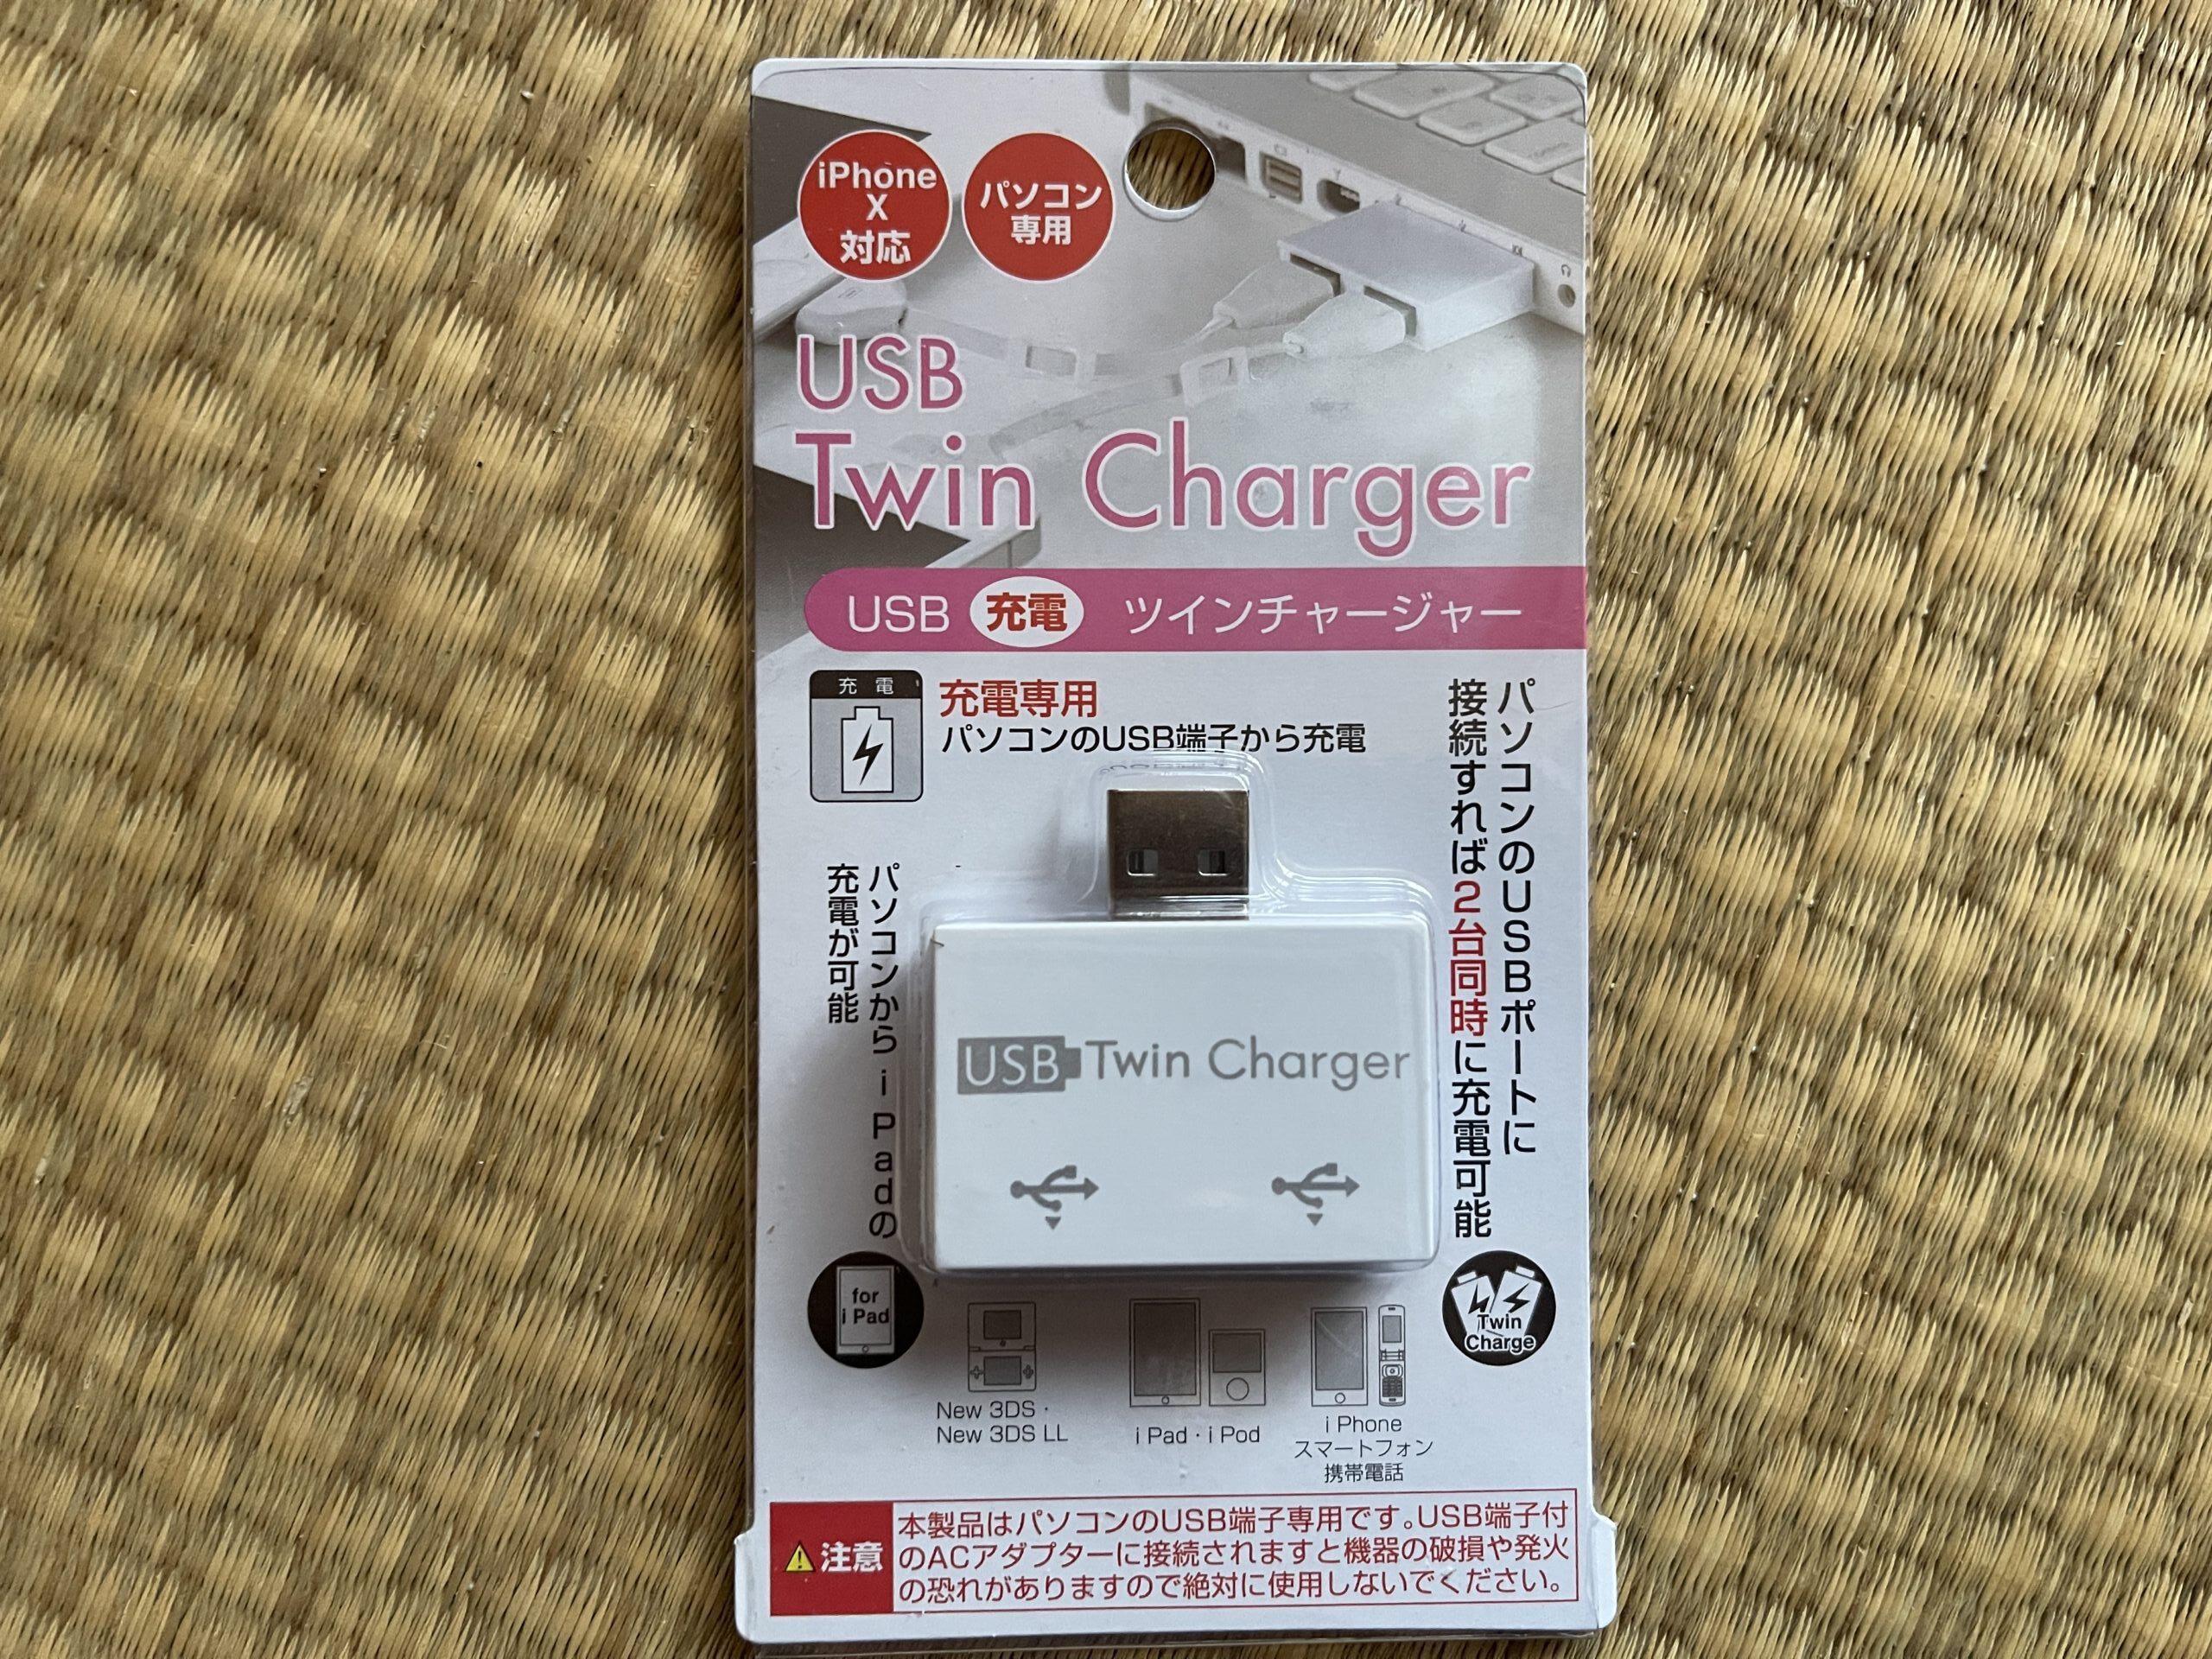 iPhone
X
対応
パソコン
専用
USB
Twin Charger
USB 充電 ツインチャージャー
充電
充電専用
パソコンのUSB端子から充電
パソコンのUSBポートに
接続すれば2台同時に充電可能
パソコンからiPadの
充電が可能
USB Twin Charger
for
iPad
Twin
Charge
New 3DS・
New 3DS LL
iPad・iPod
iPhone
スマートフォン
携帯電話
注意
本製品はパソコンのUSB端子専用です。USB端子付
のACアダプターに接続されますと機器の破損や発火
の恐れがありますので絶対に使用しないでください。